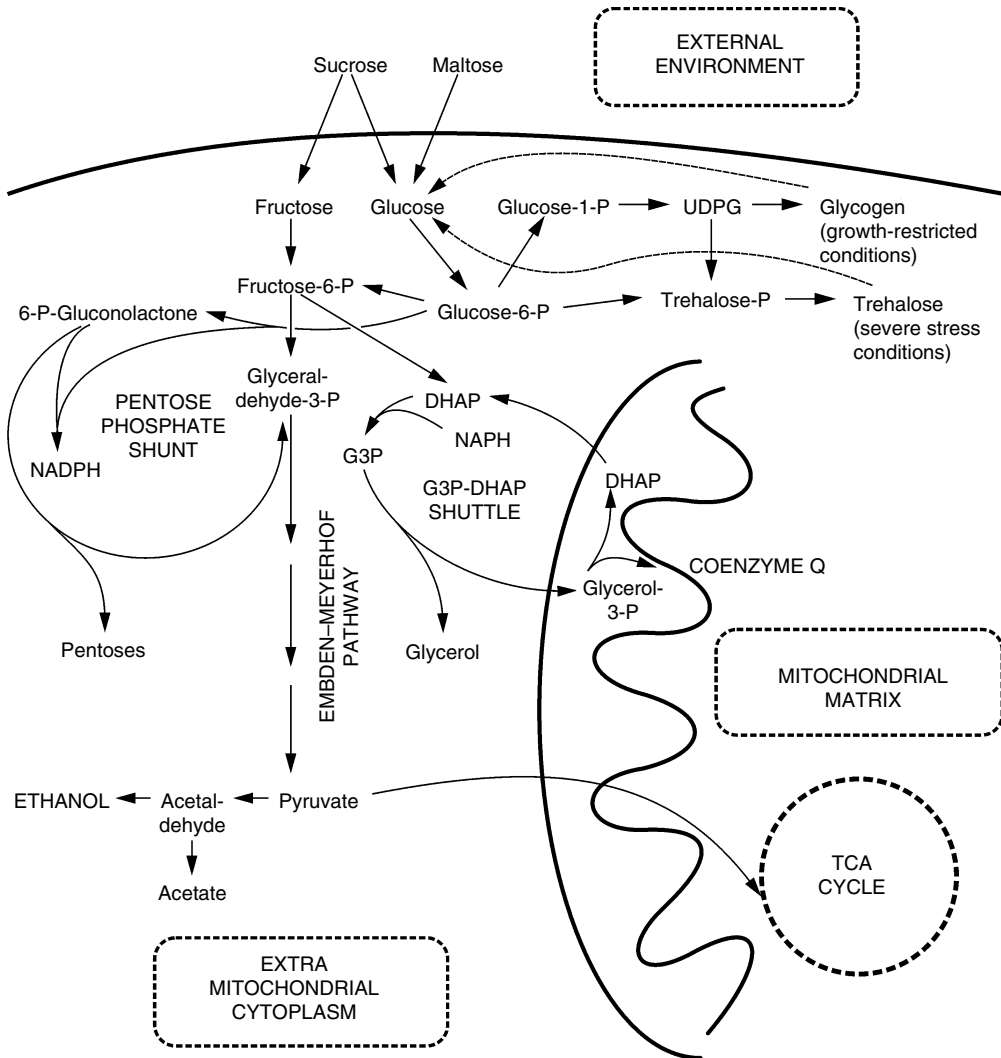 EXTERNAL
ENVIRONMENT
Sucrose
Maltose
Fructose
Glucose
Glucose-1-P
UDPG
Glycogen
(growth-restricted
conditions)
Fructose-6-P
Glucose-6-P
Trehalose-P
Trehalose
(severe stress
conditions)
6-P-Gluconolactone
Glyceral-
dehyde-3-P
DHAP
PENTOSE
PHOSPHATE
SHUNT
NAPH
G3P
NADPH
G3P-DHAP
SHUTTLE
DHAP
COENZYME Q
Glycerol-
3-P
EMBDEN–MEYERHOF
PATHWAY
Pentoses
Glycerol
MITOCHONDRIAL
MATRIX
ETHANOL
Acetal-
dehyde
Pyruvate
Acetate
TCA
CYCLE
EXTRA
MITOCHONDRIAL
CYTOPLASM